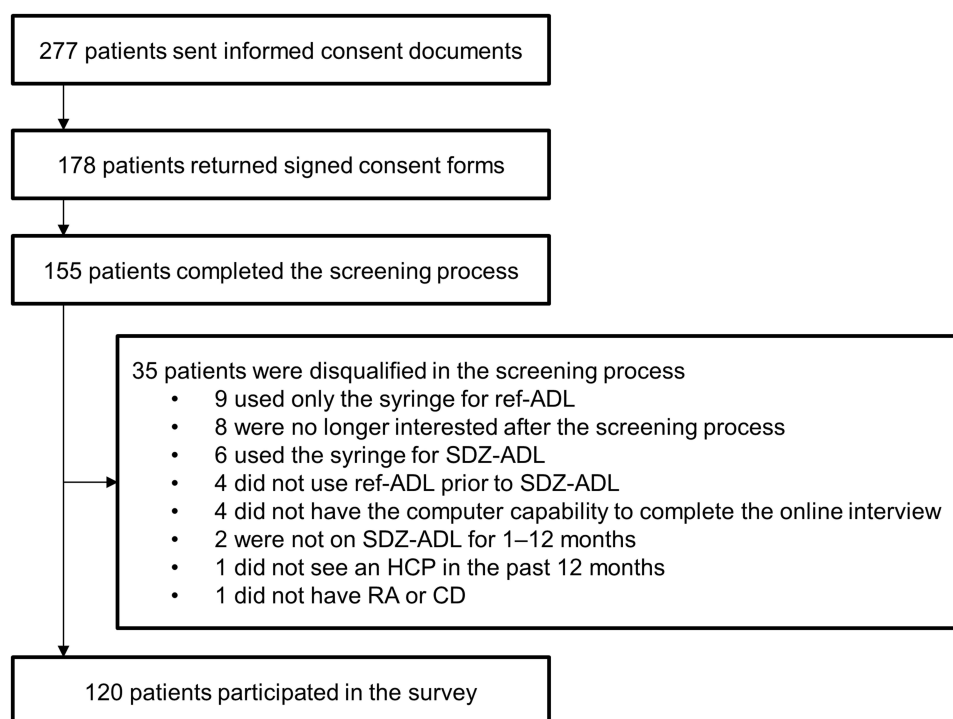 277 patients sent informed consent documents
178 patients returned signed consent forms
155 patients completed the screening process
35 patients were disqualified in the screening process
• 9 used only the syringe for ref-ADL
• 8 were no longer interested after the screening process
• 6 used the syringe for SDZ-ADL
• 4 did not use ref-ADL prior to SDZ-ADL
• 4 did not have the computer capability to complete the online interview
• 2 were not on SDZ-ADL for 1–12 months
• 1 did not see an HCP in the past 12 months
• 1 did not have RA or CD
120 patients participated in the survey